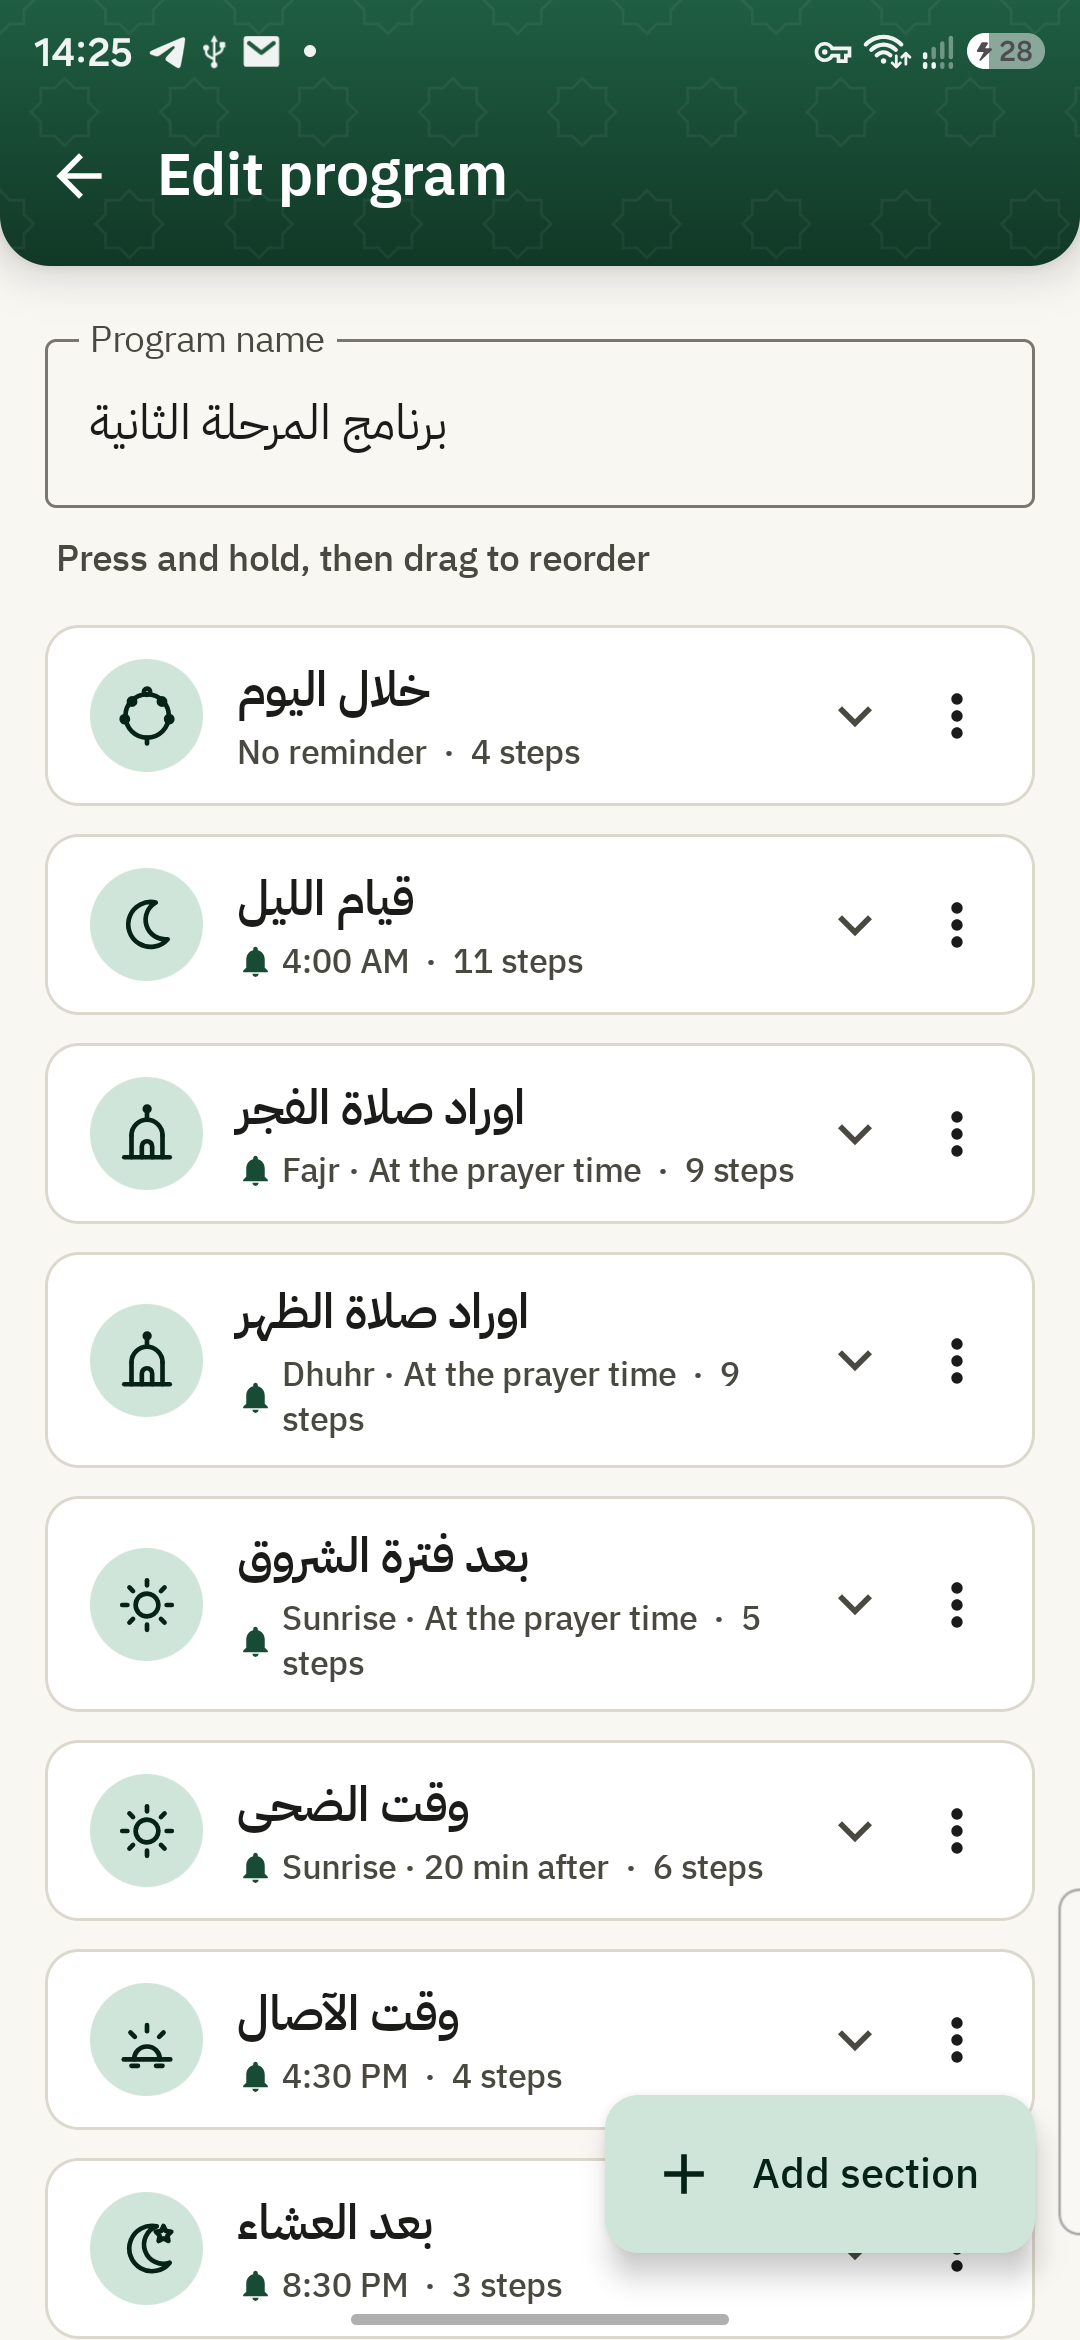 14:25
28
Edit program
Program name
برنامج المرحلة الثانية
Press and hold, then drag to reorder
خلال اليوم
No reminder · 4 steps
قيام الليل
4:00 AM · 11 steps
اوراد صلاة الفجر
Fajr · At the prayer time · 9 steps
اوراد صلاة الظهر
Dhuhr · At the prayer time · 9
steps
بعد فترة الشروق
Sunrise · At the prayer time · 5
steps
وقت الضحى
Sunrise · 20 min after · 6 steps
وقت الآصال
4:30 PM · 4 steps
Add section
بعد العشاء
8:30 PM · 3 steps